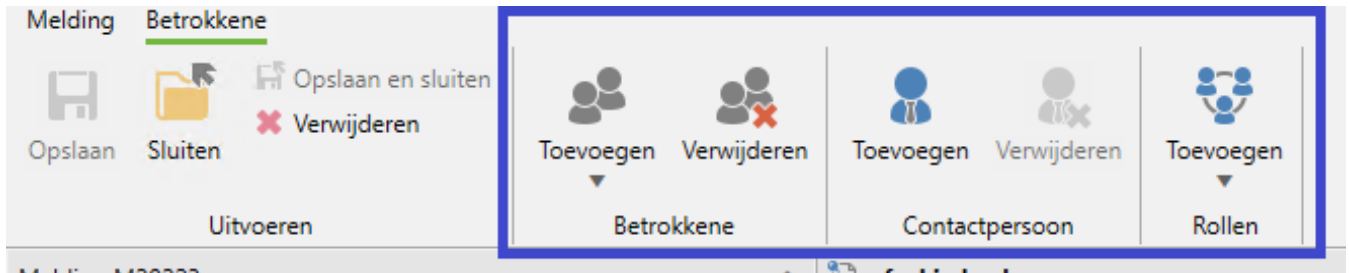 Melding Betrokkene
Opslaan en sluiten
Verwijderen
Opslaan Sluiten
Toevoegen Verwijderen Toevoegen Verwijderen Toevoegen
Uitvoeren Betrokkene Contactpersoon Rollen